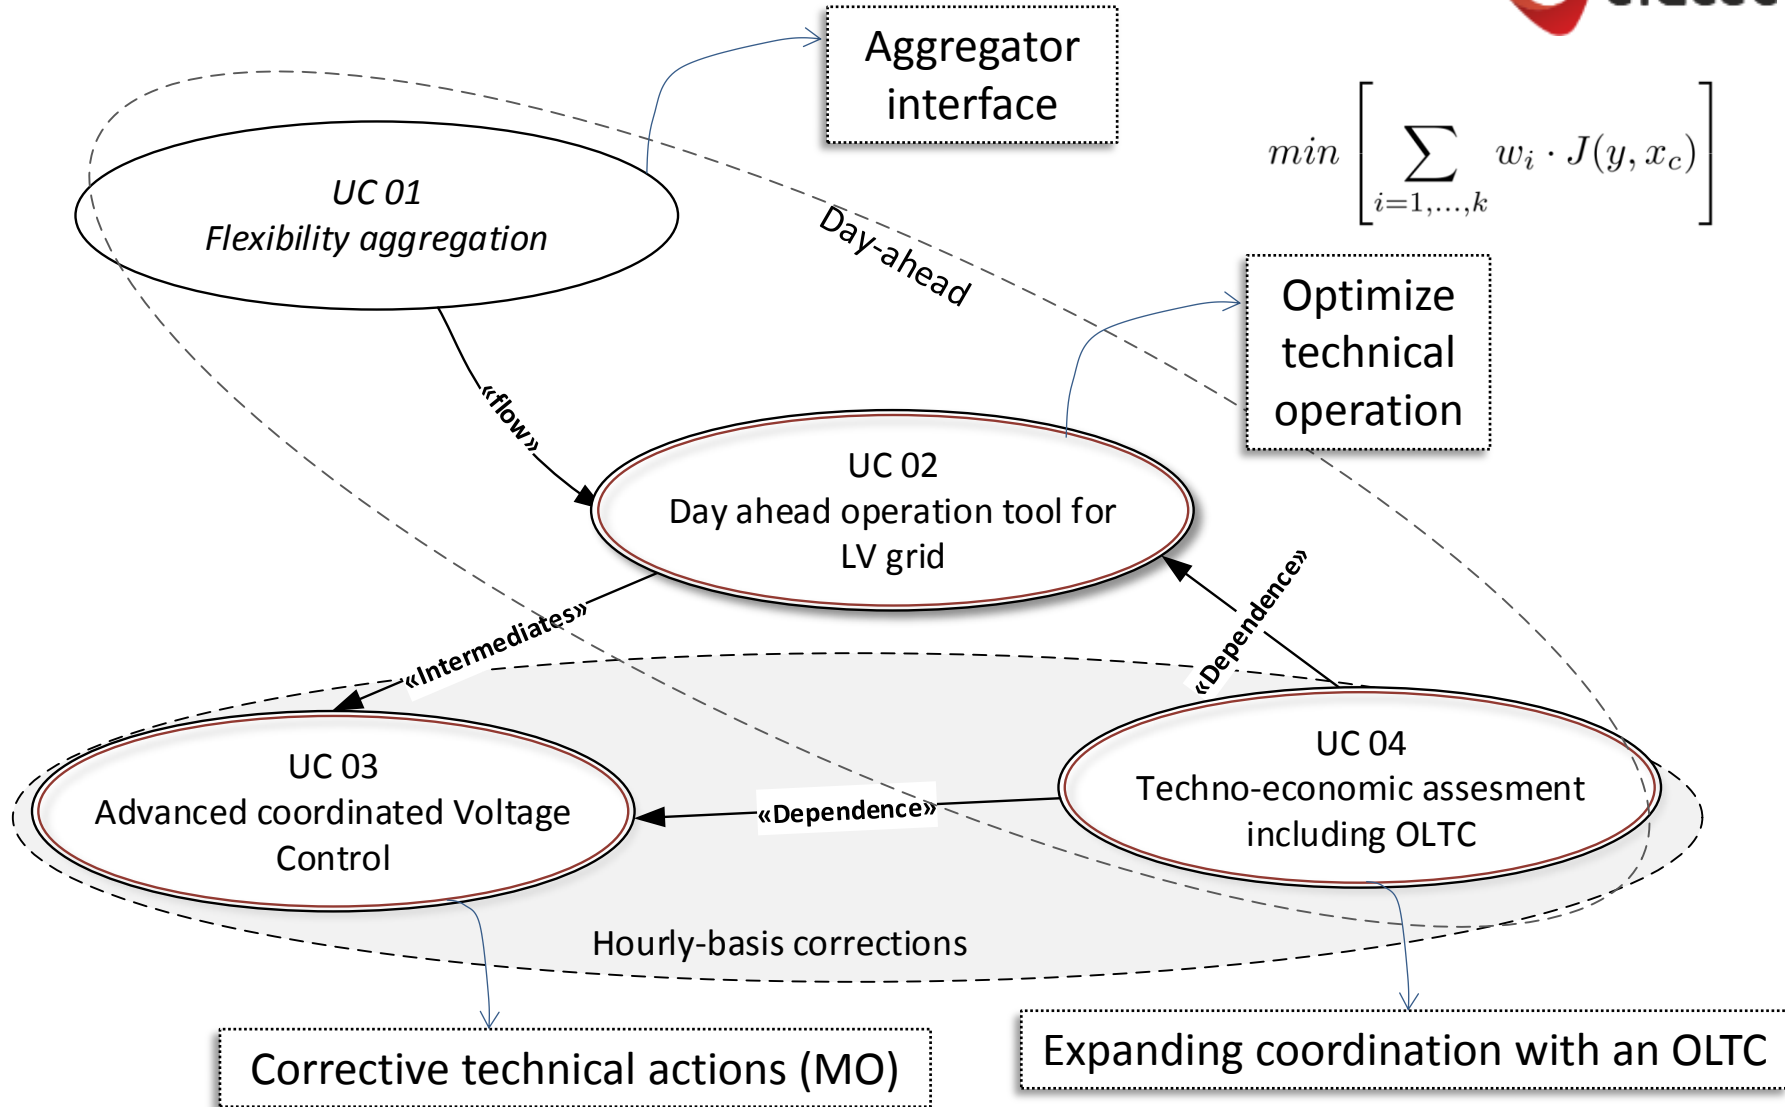 Aggregator
interface
min [ ∑ i=1,...,k w_i · J(y, x_c) ]
UC 01
Flexibility aggregation
Day-ahead
Optimize
technical
operation
«flow»
UC 02
Day ahead operation tool for
LV grid
«Intermediates»
«Dependence»
UC 03
Advanced coordinated Voltage
Control
«Dependence»
UC 04
Techno-economic assesment
including OLTC
Hourly-basis corrections
Corrective technical actions (MO)
Expanding coordination with an OLTC